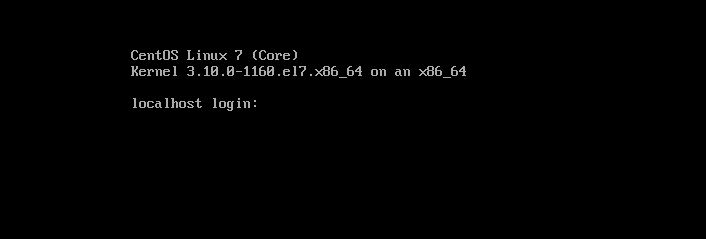 CentOS Linux 7 (Core)
Kernel 3.10.0-1160.el7.x86_64 on an x86_64
localhost login: